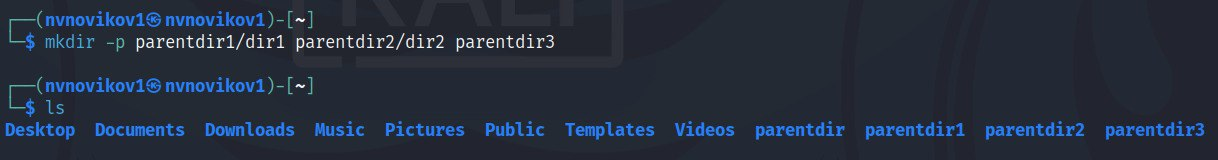 ┌──(nvnovikov1㉿nvnovikov1)-[~]
└─$ mkdir -p parentdir1/dir1 parentdir2/dir2 parentdir3
┌──(nvnovikov1㉿nvnovikov1)-[~]
└─$ ls
Desktop  Documents  Downloads  Music  Pictures  Public  Templates  Videos  parentdir  parentdir1  parentdir2  parentdir3